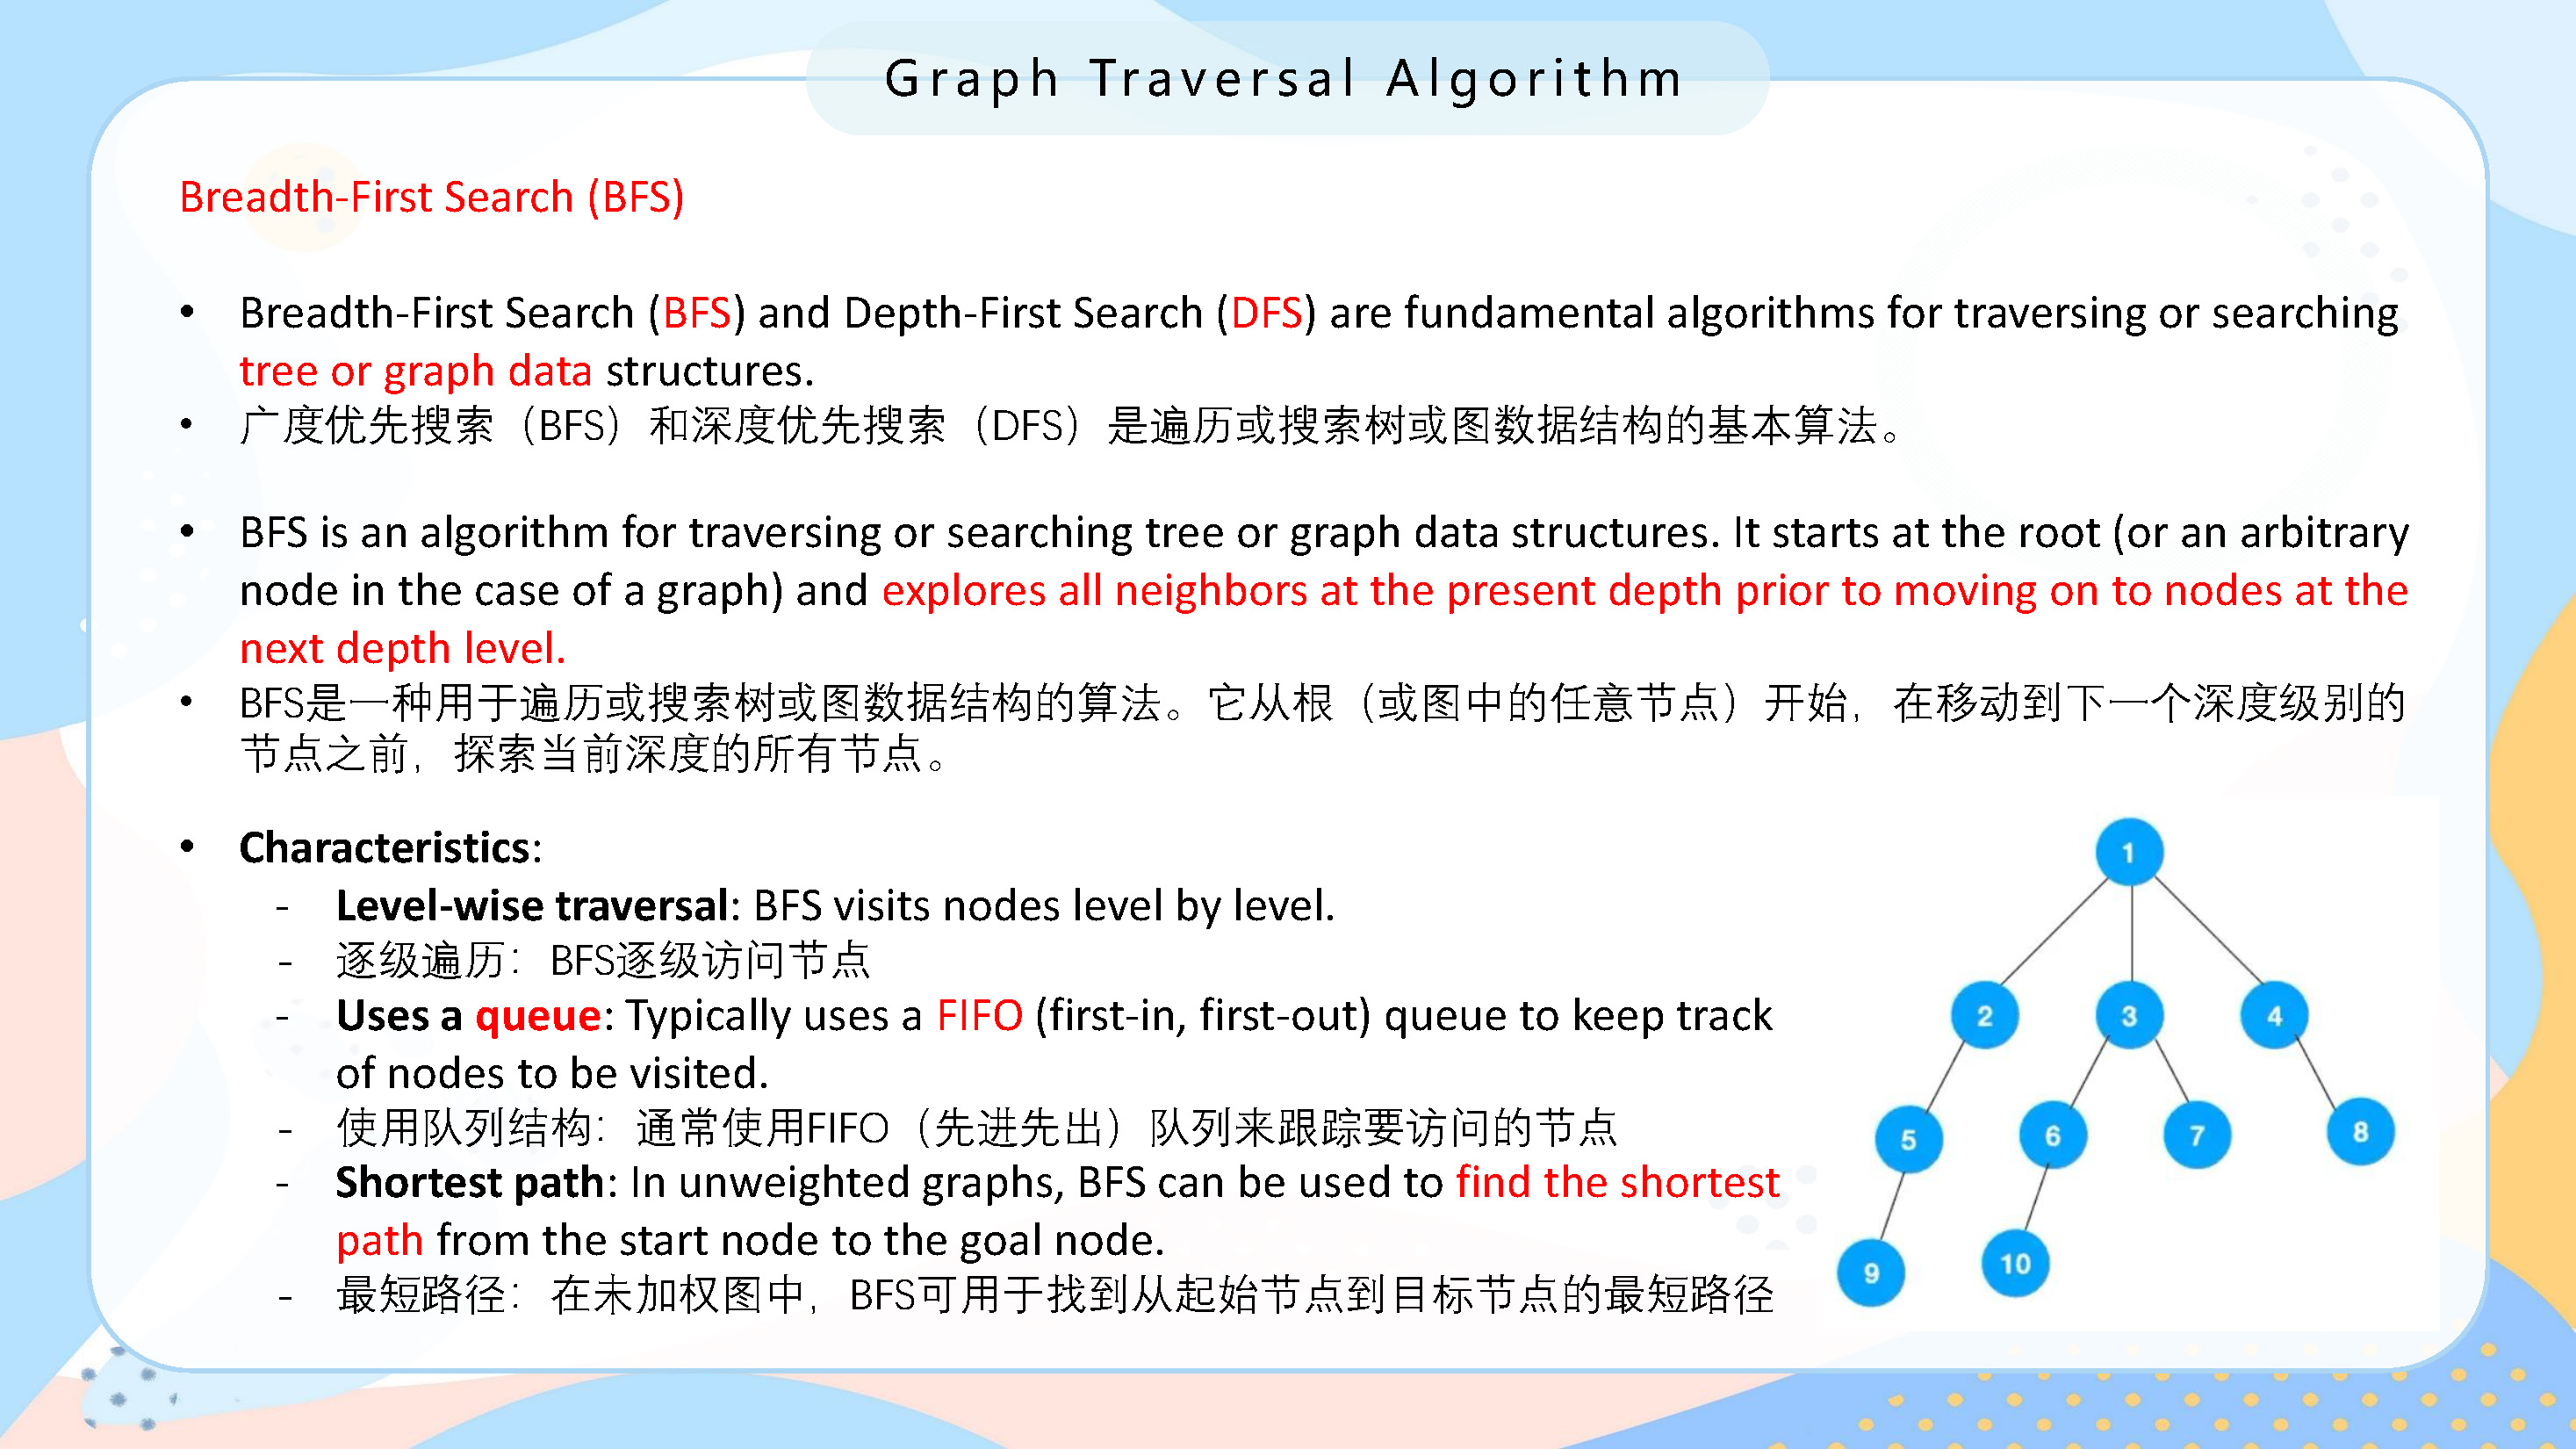 Graph Traversal Algorithm
Breadth-First Search (BFS)
• Breadth-First Search (BFS) and Depth-First Search (DFS) are fundamental algorithms for traversing or searching
tree or graph data structures.
• 广度优先搜索（BFS）和深度优先搜索（DFS）是遍历或搜索树或图数据结构的基本算法。
• BFS is an algorithm for traversing or searching tree or graph data structures. It starts at the root (or an arbitrary
node in the case of a graph) and explores all neighbors at the present depth prior to moving on to nodes at the
next depth level.
• BFS是一种用于遍历或搜索树或图数据结构的算法。它从根（或图中的任意节点）开始，在移动到下一个深度级别的
节点之前，探索当前深度的所有节点。
• Characteristics:
- Level-wise traversal: BFS visits nodes level by level.
- 逐级遍历：BFS逐级访问节点
- Uses a queue: Typically uses a FIFO (first-in, first-out) queue to keep track
of nodes to be visited.
- 使用队列结构：通常使用FIFO（先进先出）队列来跟踪要访问的节点
- Shortest path: In unweighted graphs, BFS can be used to find the shortest
path from the start node to the goal node.
- 最短路径：在未加权图中，BFS可用于找到从起始节点到目标节点的最短路径
1
2 3 4
5 6 7 8
9 10